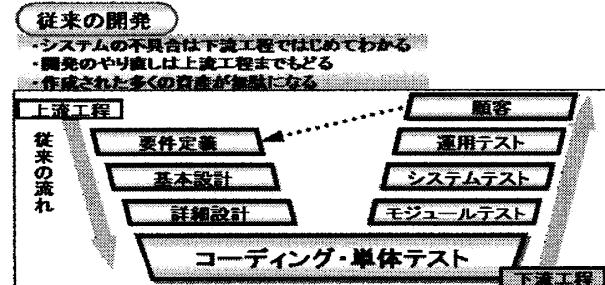 従来の開発
・システムの不具合は下流工程ではじめてわかる
・開発のやり直しは上流工程までもどる
・作成された多くの資産が無駄になる
上流工程
従来の流れ
顧客
要件定義
運用テスト
基本設計
システムテスト
詳細設計
モジュールテスト
コーディング・単体テスト
下流工程